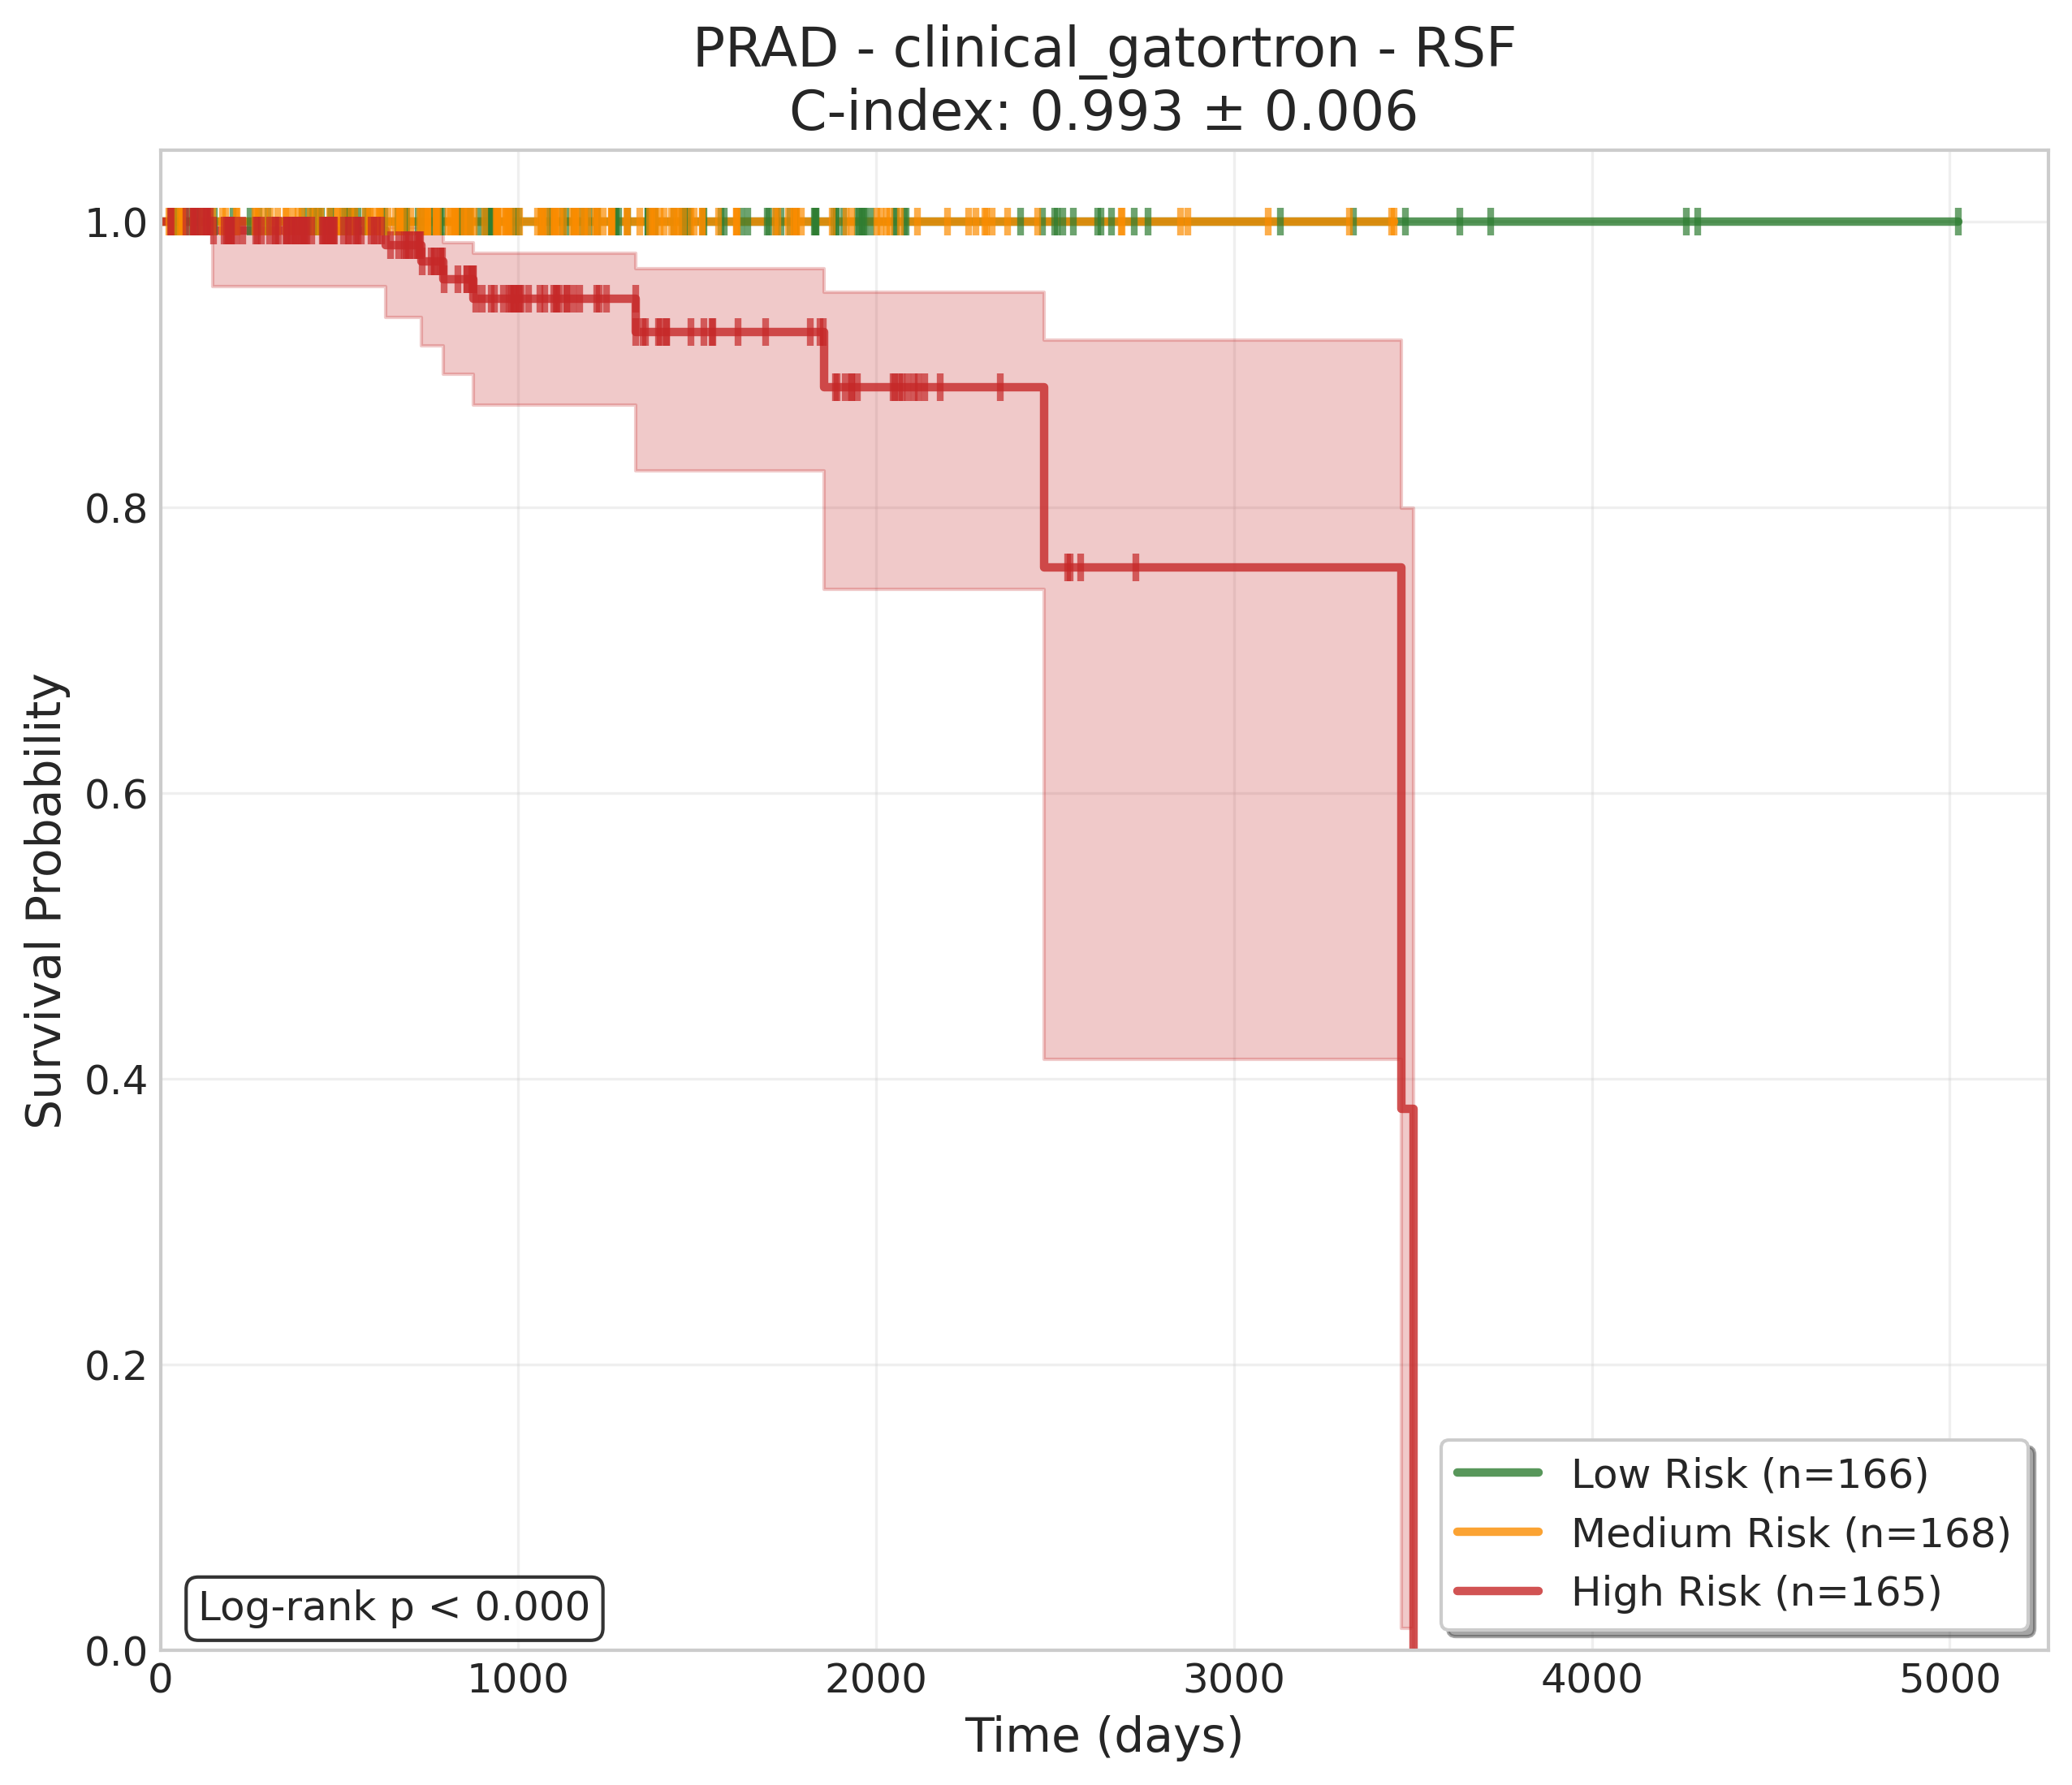 PRAD - clinical_gatortron - RSF
C-index: 0.993 ± 0.006
Survival Probability
1.0
0.8
0.6
0.4
0.2
0.0
Log-rank p < 0.000
Low Risk (n=166)
Medium Risk (n=168)
High Risk (n=165)
0 1000 2000 3000 4000 5000
Time (days)